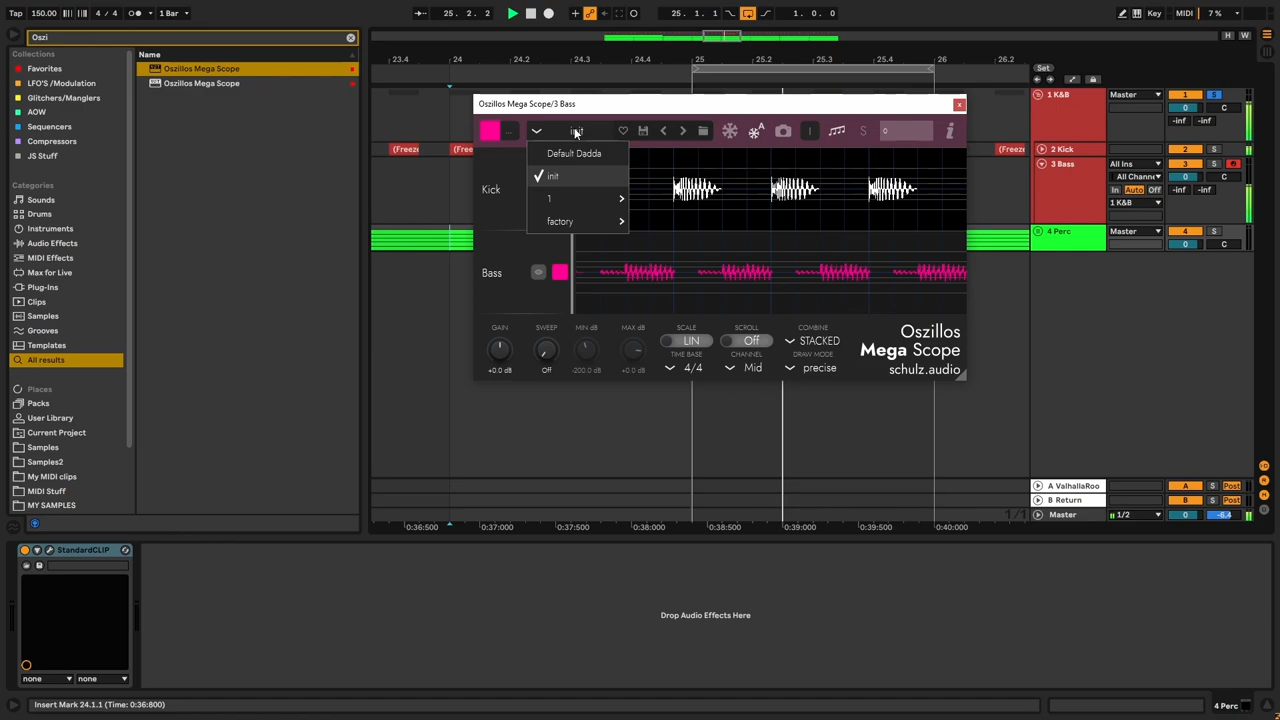 Tap 150.00 4 / 4 1 Bar 25. 2. 2 25. 1. 1 1. 0. 0 Key MIDI 7 %
Oszi
Collections
Favorites
LFO'S /Modulation
Glitchers/Manglers
AOW
Sequencers
Compressors
JS Stuff
Categories
Sounds
Drums
Instruments
Audio Effects
MIDI Effects
Max for Live
Plug-Ins
Clips
Samples
Grooves
Templates
All results
Places
Packs
User Library
Current Project
Samples
Samples2
My MIDI clips
MIDI Stuff
MY SAMPLES
Name
Oszillos Mega Scope
Oszillos Mega Scope
H W
23.4 24 24.2 24.3 24.4 25 25.2 25.3 25.4 26 26.2
Set
(Freeze (Free (Freeze
Oszillos Mega Scope/3 Bass x
... init I S 0 i
Default Dadda
init
1
factory
Kick
Bass
GAIN SWEEP MIN dB MAX dB SCALE SCROLL COMBINE
LIN Off STACKED
TIME BASE CHANNEL DRAW MODE
4/4 Mid precise
+0.0 dB Off -200.0 dB +0.0 dB
Oszillos
Mega Scope
schulz.audio
1 K&B Master 1 S
0 C
-inf -inf
2 Kick 2 S
3 Bass All Ins 3 S
All Channe 0 C
In Auto Off -inf -inf
1 K&B
4 Perc Master 4 S
0 C
A ValhallaRoo A S Post
B Return B S Post
Master 1/2 0 -6.4
1/1
0:36:500 0:37:000 0:37:500 0:38:000 0:38:500 0:39:000 0:39:500 0:40:000
StandardCLIP
none none
Drop Audio Effects Here
Insert Mark 24.1.1 (Time: 0:36:800)
4 Perc